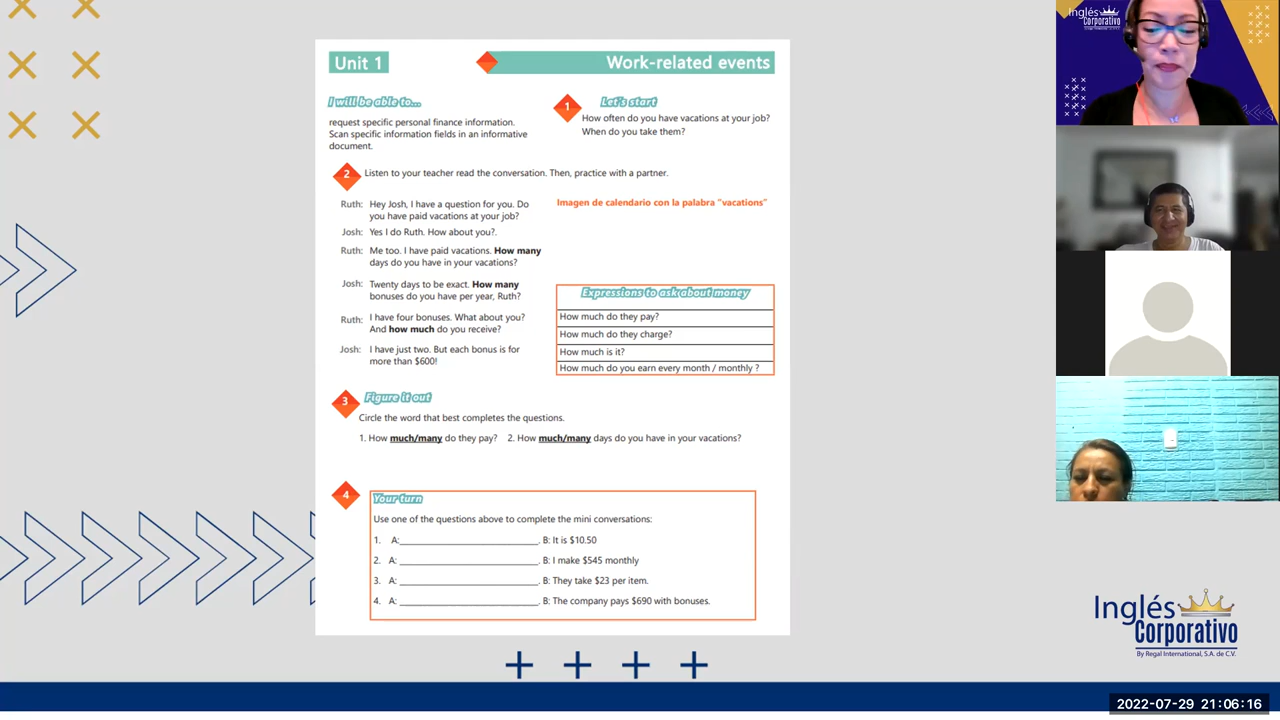 Unit 1
Work-related events
I will be able to...
request specific personal finance information.
Scan specific information fields in an informative
document.
1
Let's start
How often do you have vacations at your job?
When do you take them?
2
Listen to your teacher read the conversation. Then, practice with a partner.
Ruth: Hey Josh, I have a question for you. Do
you have paid vacations at your job?
Josh: Yes I do Ruth. How about you?.
Ruth: Me too. I have paid vacations. How many
days do you have in your vacations?
Josh: Twenty days to be exact. How many
bonuses do you have per year, Ruth?
Ruth: I have four bonuses. What about you?
And how much do you receive?
Josh: I have just two. But each bonus is for
more than $600!
Imagen de calendario con la palabra “vacations”
Expressions to ask about money
How much do they pay?
How much do they charge?
How much is it?
How much do you earn every month / monthly ?
3
Figure it out
Circle the word that best completes the questions.
1. How much/many do they pay? 2. How much/many days do you have in your vacations?
4
Your turn
Use one of the questions above to complete the mini conversations:
1. A:____________________________. B: It is $10.50
2. A: ____________________________. B: I make $545 monthly
3. A: ____________________________. B: They take $23 per item.
4. A: ____________________________. B: The company pays $690 with bonuses.
Inglés
Corporativo
Inglés
Corporativo
By Regal International, S.A. de C.V.
2022-07-29 21:06:16